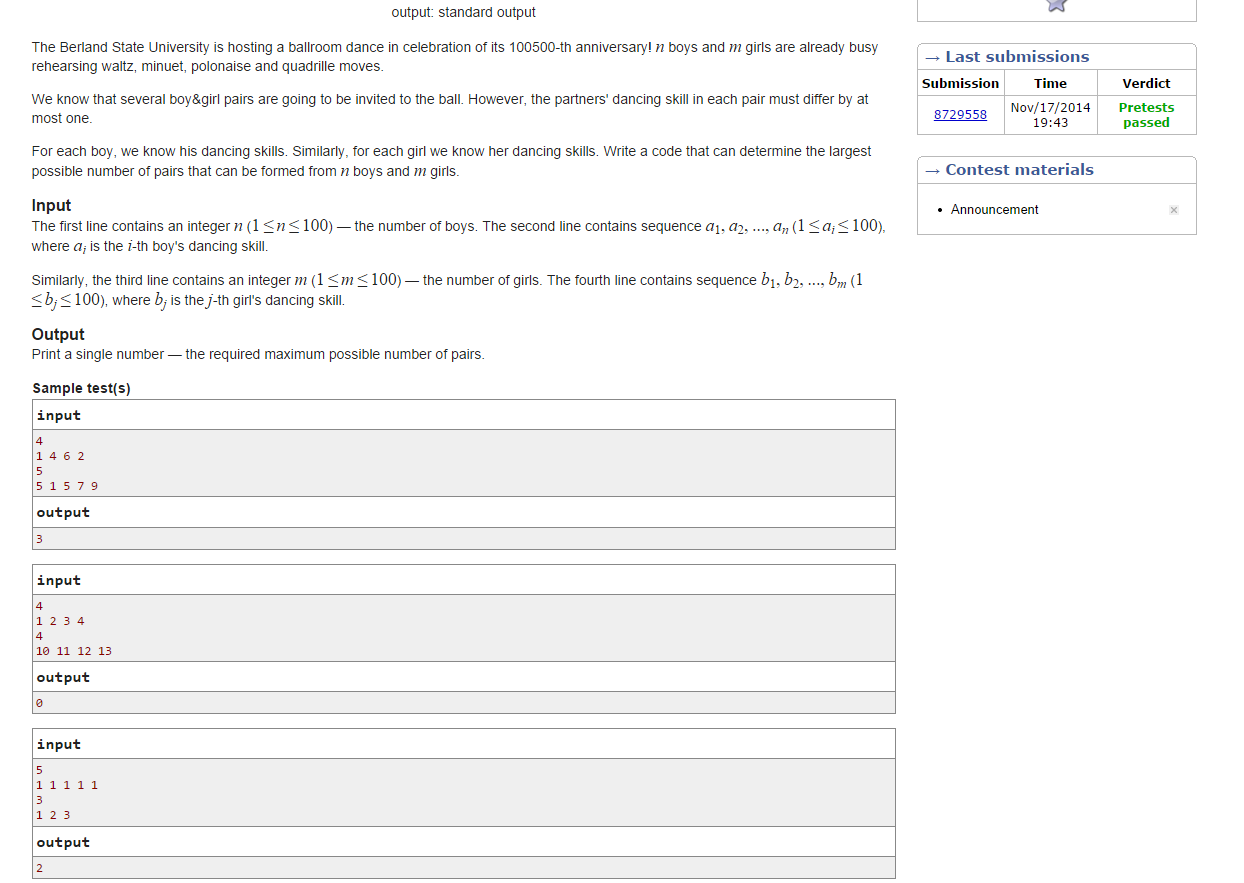 output: standard output
The Berland State University is hosting a ballroom dance in celebration of its 100500-th anniversary! n boys and m girls are already busy
rehearsing waltz, minuet, polonaise and quadrille moves.
We know that several boy&girl pairs are going to be invited to the ball. However, the partners' dancing skill in each pair must differ by at
most one.
For each boy, we know his dancing skills. Similarly, for each girl we know her dancing skills. Write a code that can determine the largest
possible number of pairs that can be formed from n boys and m girls.
Input
The first line contains an integer n (1 ≤ n ≤ 100) — the number of boys. The second line contains sequence a₁, a₂, ..., aₙ (1 ≤ aᵢ ≤ 100),
where aᵢ is the i-th boy's dancing skill.
Similarly, the third line contains an integer m (1 ≤ m ≤ 100) — the number of girls. The fourth line contains sequence b₁, b₂, ..., bₘ (1
≤ bⱼ ≤ 100), where bⱼ is the j-th girl's dancing skill.
Output
Print a single number — the required maximum possible number of pairs.
Sample test(s)
input
4
1 4 6 2
5
5 1 5 7 9
output
3
input
4
1 2 3 4
4
10 11 12 13
output
0
input
5
1 1 1 1 1
3
1 2 3
output
2
→ Last submissions
Submission Time Verdict
8729558 Nov/17/2014 19:43 Pretests passed
→ Contest materials
• Announcement